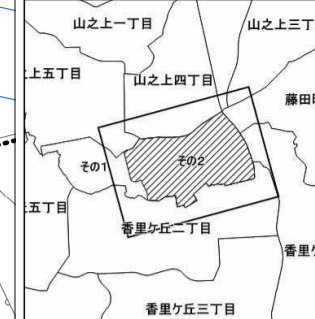 山之上一丁目
山之上三丁
上五丁目
山之上四丁目
藤田町
その1
その2
五丁目
香里ケ丘二丁目
香里ケ
香里ケ丘三丁目